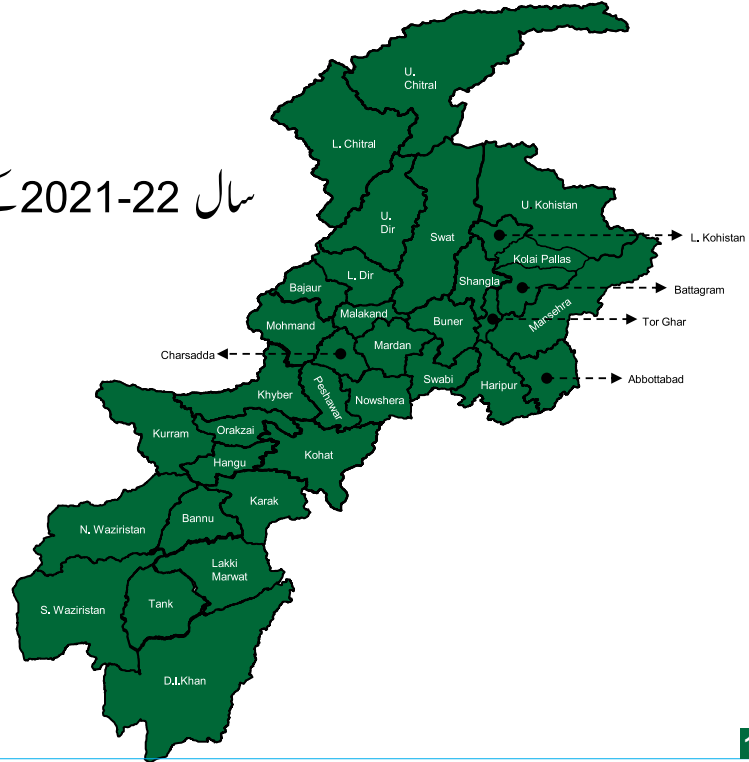 U.
Chitral
L. Chitral
سال 2021-22
U Kohistan
U.
Dir
Swat
L. Kohistan
Kolai Pallas
L. Dir
Shangla
Bajaur
Battagram
Malakand
Mansehra
Mohmand
Buner
Tor Ghar
Mardan
Charsadda
Swabi
Abbottabad
Haripur
Khyber
Peshawar
Nowshera
Kurram
Orakzai
Kohat
Hangu
Karak
Bannu
N. Waziristan
Lakki
Marwat
Tank
S. Waziristan
D.I.Khan